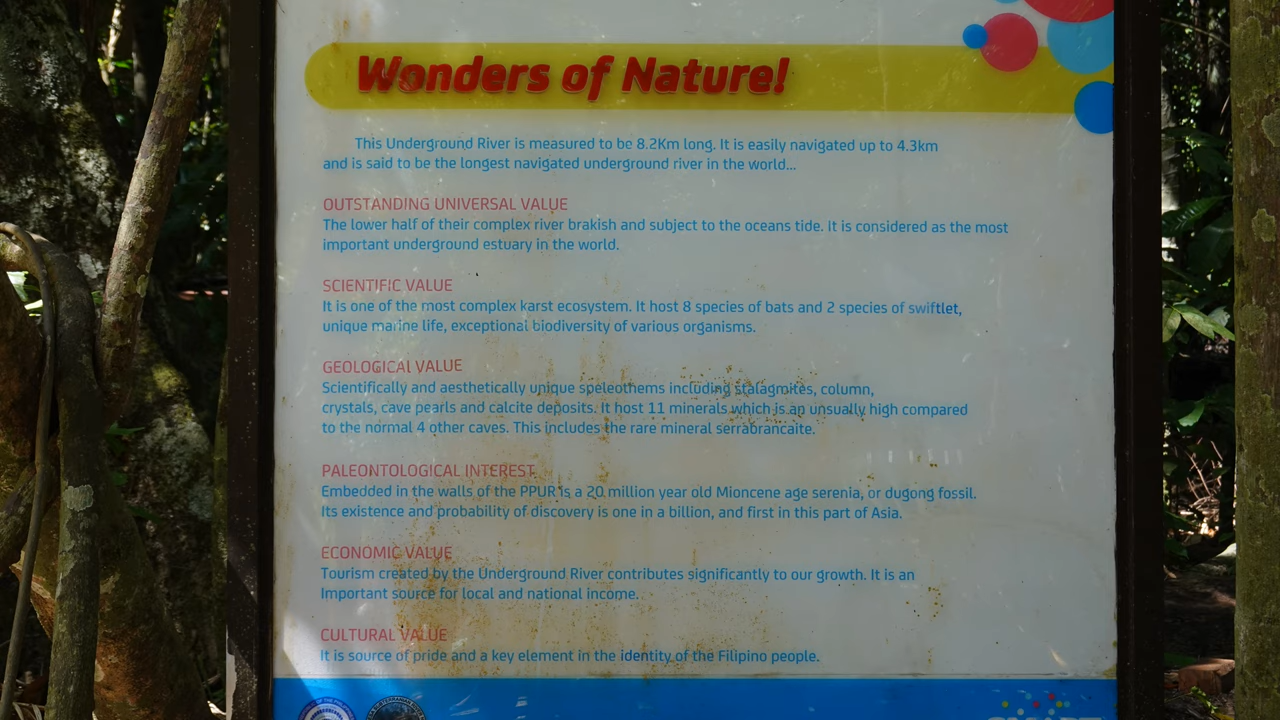 Wonders of Nature!
This Underground River is measured to be 8.2Km long. It is easily navigated up to 4.3km
and is said to be the longest navigated underground river in the world...
OUTSTANDING UNIVERSAL VALUE
The lower half of their complex river brakish and subject to the oceans tide. It is considered as the most
important underground estuary in the world.
SCIENTIFIC VALUE
It is one of the most complex karst ecosystem. It host 8 species of bats and 2 species of swiftlet,
unique marine life, exceptional biodiversity of various organisms.
GEOLOGICAL VALUE
Scientifically and aesthetically unique speleothems including stalagmites, column,
crystals, cave pearls and calcite deposits. It host 11 minerals which is an unsually high compared
to the normal 4 other caves. This includes the rare mineral serrabrancaite.
PALEONTOLOGICAL INTEREST
Embedded in the walls of the PPUR is a 20 million year old Mioncene age serenia, or dugong fossil.
Its existence and probability of discovery is one in a billion, and first in this part of Asia.
ECONOMIC VALUE
Tourism created by the Underground River contributes significantly to our growth. It is an
Important source for local and national income.
CULTURAL VALUE
It is source of pride and a key element in the identity of the Filipino people.